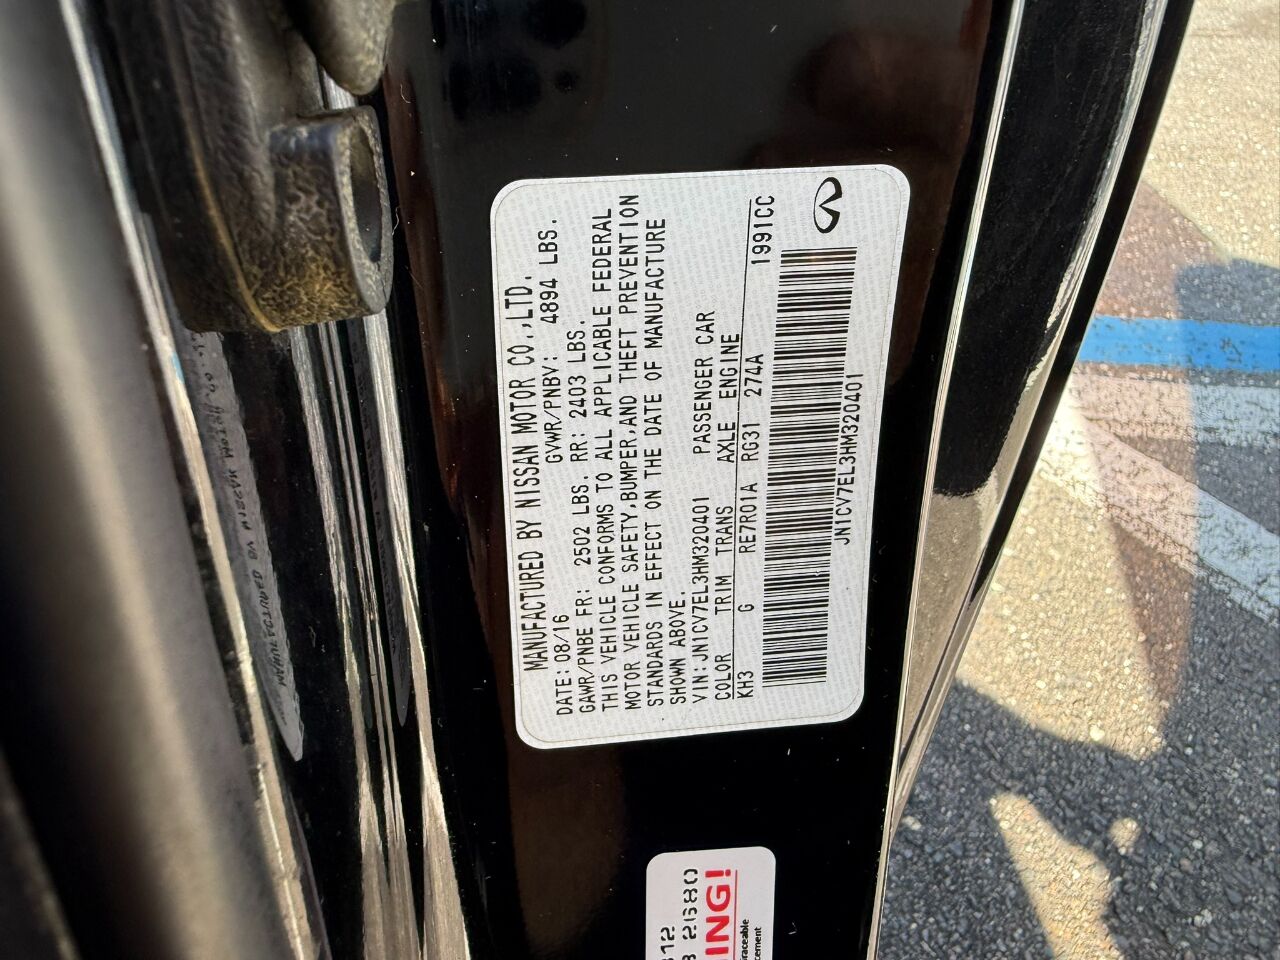 MANUFACTURED BY NISSAN MOTOR CO.,LTD.
DATE: 08/16 GVWR/PNBV: 4894 LBS.
GAWR/PNBE FR: 2502 LBS. RR: 2403 LBS.
THIS VEHICLE CONFORMS TO ALL APPLICABLE FEDERAL
MOTOR VEHICLE SAFETY,BUMPER,AND THEFT PREVENTION
STANDARDS IN EFFECT ON THE DATE OF MANUFACTURE
SHOWN ABOVE.
VIN:JN1CV7EL3HM320401 PASSENGER CAR
COLOR TRIM TRANS AXLE ENGINE
KH3 G RE7R01A RG31 274A 1991CC
JN1CV7EL3HM320401
2680